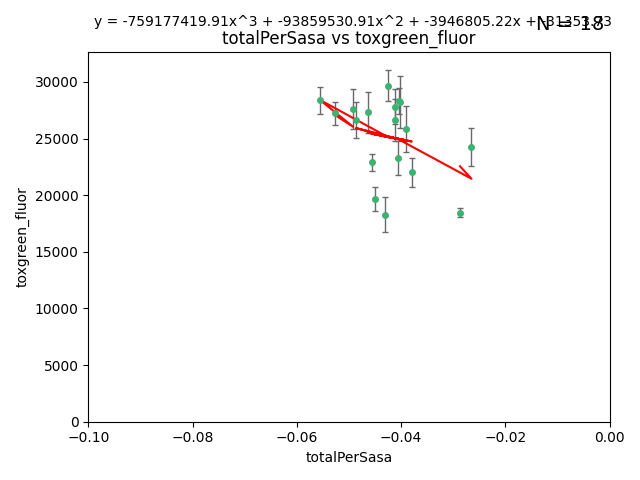 y = -759177419.91x^3 + -93859530.91x^2 + -3946805.22x +
N = 18
totalPerSasa vs toxgreen_fluor
30000
25000
20000
15000
10000
5000
0
toxgreen_fluor
−0.10
−0.08
−0.06
−0.04
−0.02
0.00
totalPerSasa